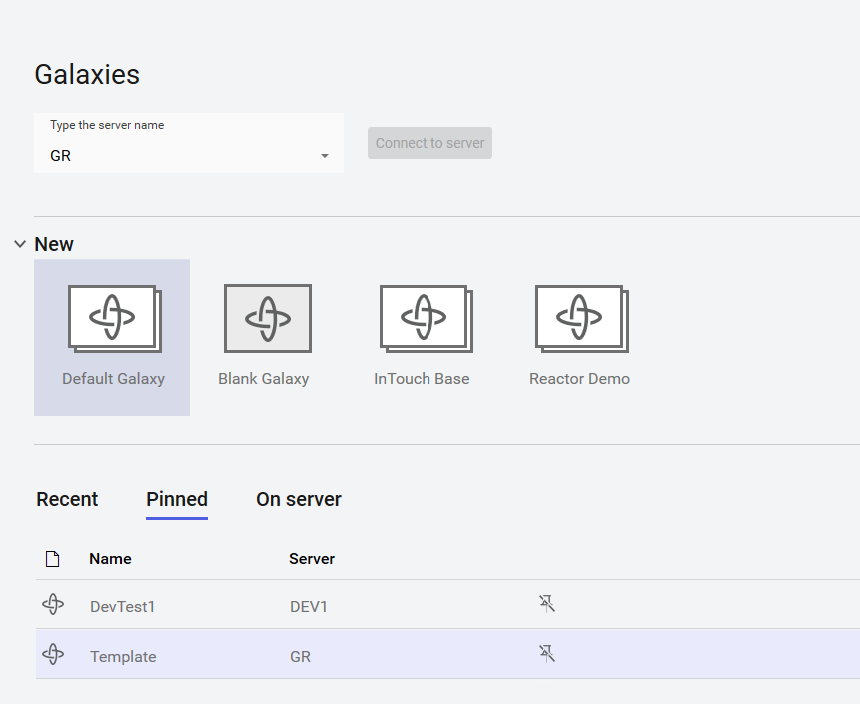 Galaxies
Type the server name
GR
Connect to server
New
Default Galaxy Blank Galaxy InTouch Base Reactor Demo
Recent Pinned On server
Name Server
DevTest1 DEV1
Template GR